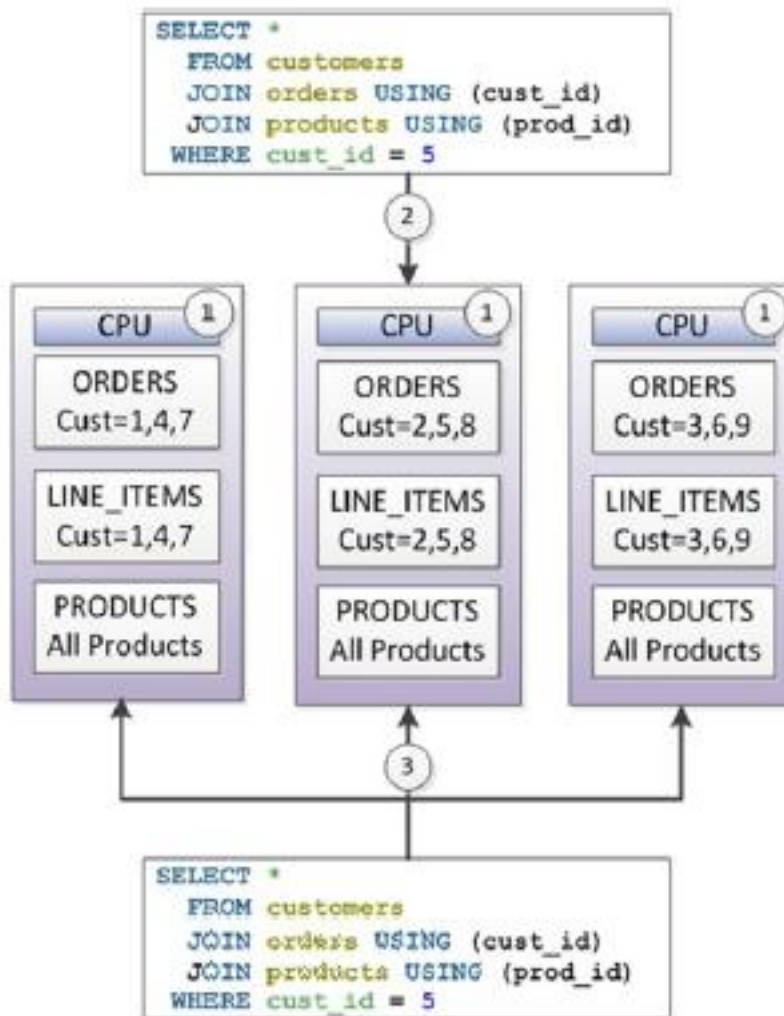 SELECT *
FROM customers
JOIN orders USING (cust_id)
JOIN products USING (prod_id)
WHERE cust_id = 5
2
CPU
1
ORDERS
Cust=1,4,7
LINE_ITEMS
Cust=1,4,7
PRODUCTS
All Products
CPU
1
ORDERS
Cust=2,5,8
LINE_ITEMS
Cust=2,5,8
PRODUCTS
All Products
CPU
1
ORDERS
Cust=3,6,9
LINE_ITEMS
Cust=3,6,9
PRODUCTS
All Products
3
SELECT *
FROM customers
JOIN orders USING (cust_id)
JOIN products USING (prod_id)
WHERE cust_id = 5